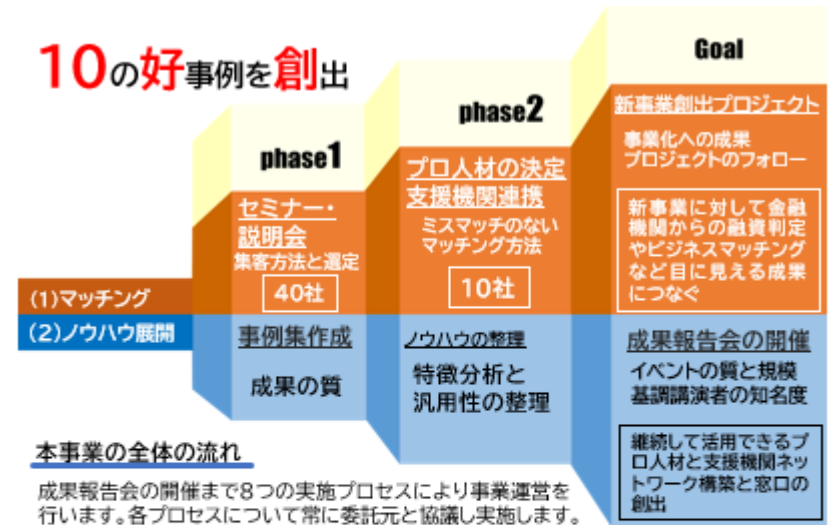 10の好事例を創出
phase1
セミナー・
説明会
集客方法と選定
40社
phase2
プロ人材の決定
支援機関連携
ミスマッチのない
マッチング方法
10社
Goal
新事業創出プロジェクト
事業化への成果
プロジェクトのフォロー
新事業に対して金融
機関からの融資判定
やビジネスマッチング
など目に見える成果
につなぐ
(1)マッチング
(2)ノウハウ展開
事例集作成
成果の質
ノウハウの整理
特徴分析と
汎用性の整理
成果報告会の開催
イベントの質と規模
基調講演者の知名度
継続して活用できるプ
ロ人材と支援機関ネッ
トワーク構築と窓口の
創出
本事業の全体の流れ
成果報告会の開催まで8つの実施プロセスにより事業運営を
行います。各プロセスについて常に委託元と協議し実施します。